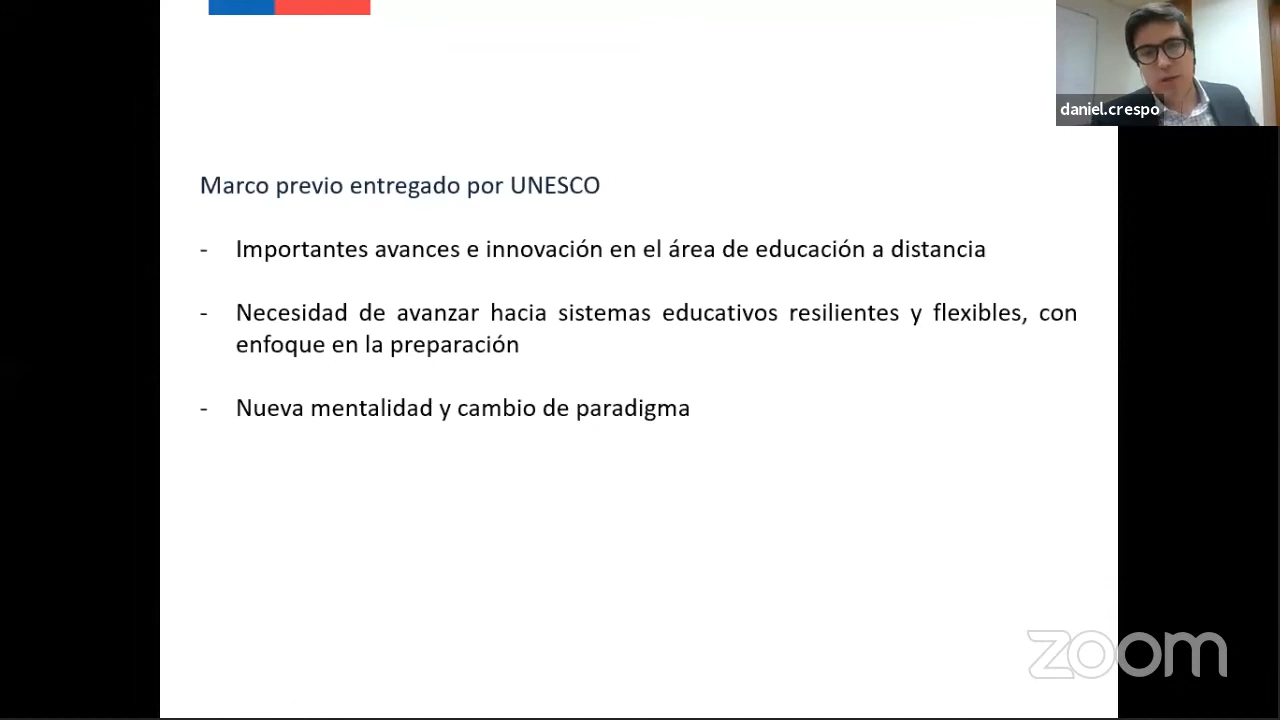 daniel.crespo
Marco previo entregado por UNESCO
- Importantes avances e innovación en el área de educación a distancia
- Necesidad de avanzar hacia sistemas educativos resilientes y flexibles, con
enfoque en la preparación
- Nueva mentalidad y cambio de paradigma
zoom